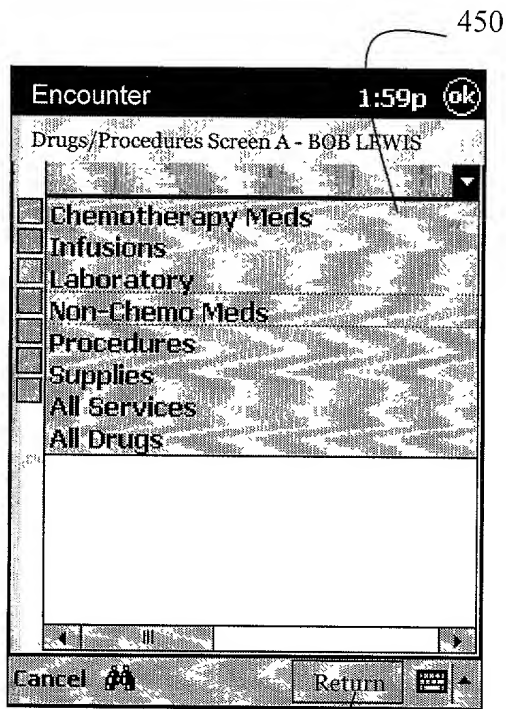 450
Encounter 1:59p ok
Drugs/Procedures Screen A - BOB LEWIS
Chemotherapy Meds
Infusions
Laboratory
Non-Chemo Meds
Procedures
Supplies
All Services
All Drugs
Cancel Return